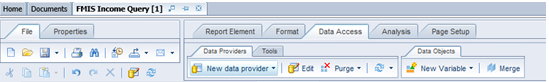 Home Documents FMIS Income Query [1]
File Properties Report Element Format Data Access Analysis Page Setup
Data Providers Tools Data Objects
New data provider Edit Purge New Variable Merge